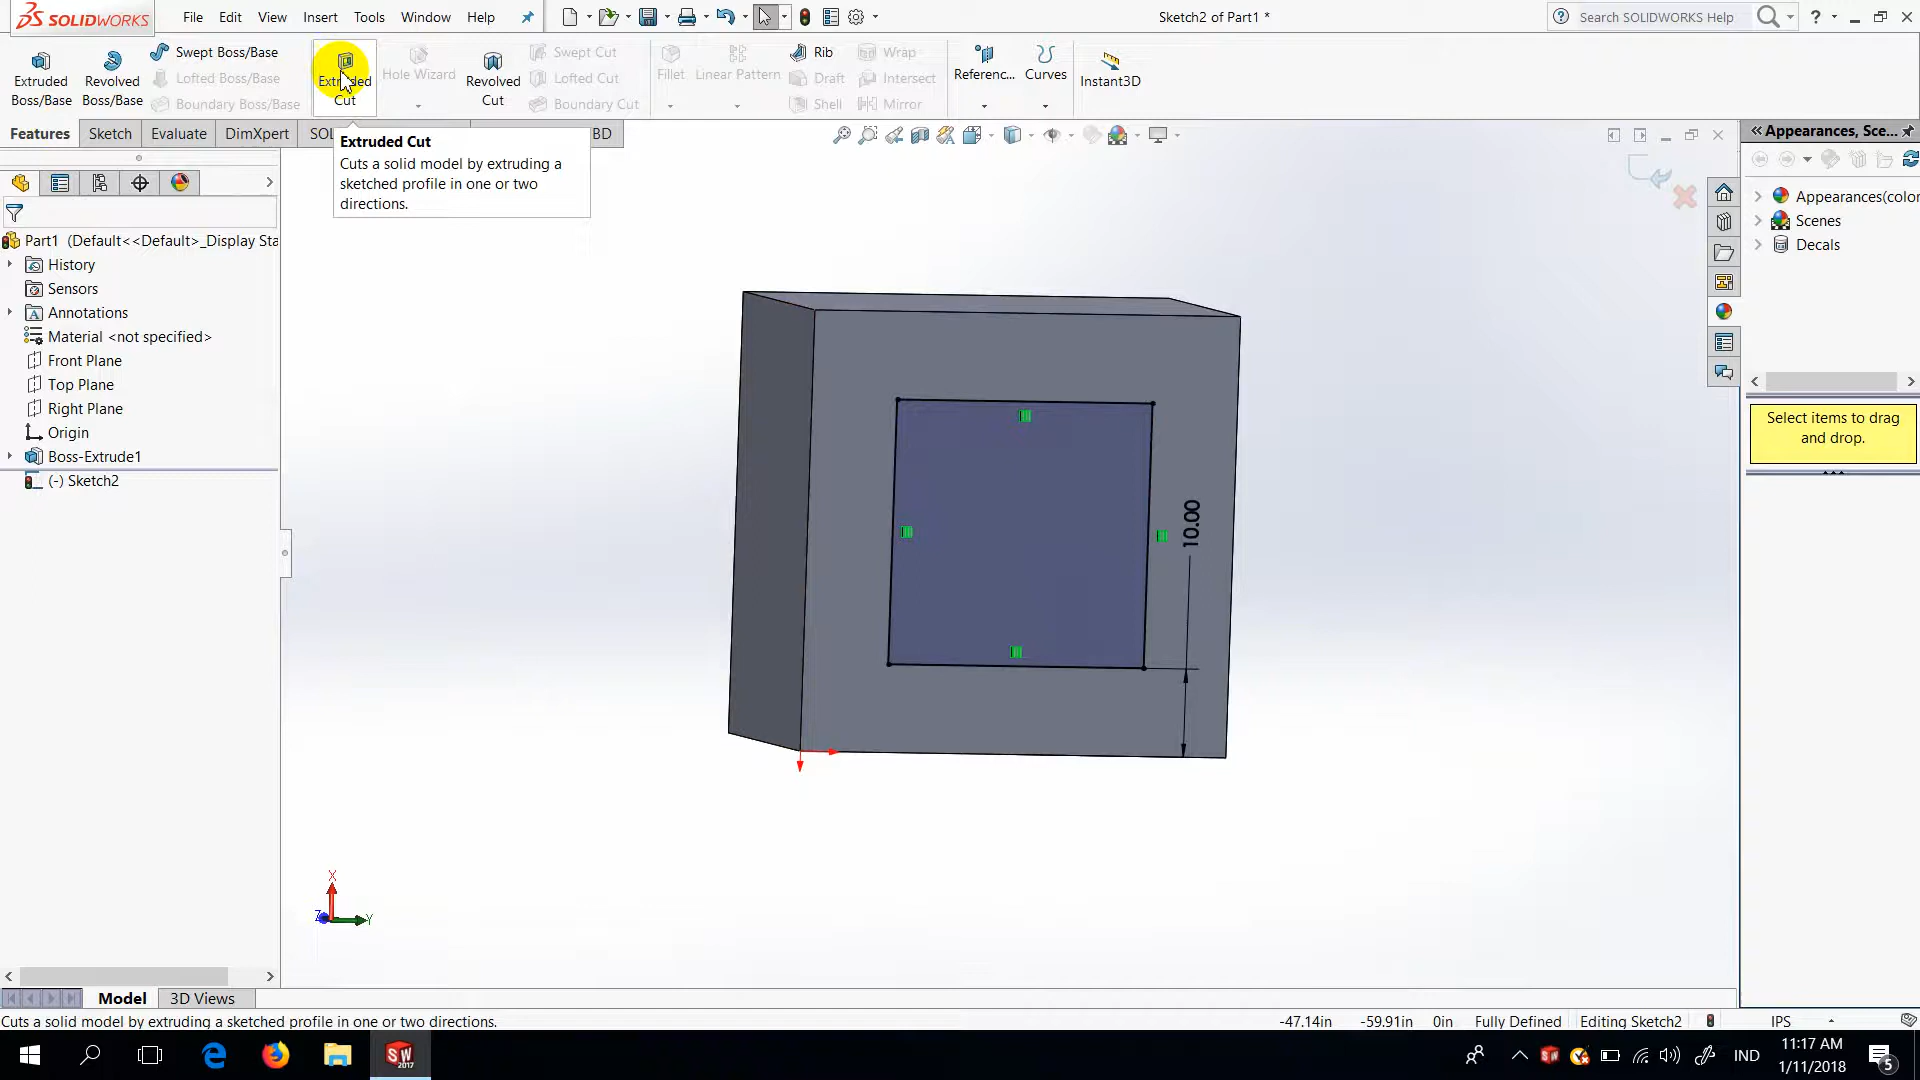 SOLIDWORKS
File Edit View Insert Tools Window Help
Sketch2 of Part1 *
Search SOLIDWORKS Help
Extruded Boss/Base
Revolved Boss/Base
Swept Boss/Base
Lofted Boss/Base
Boundary Boss/Base
Extruded Cut
Hole Wizard
Revolved Cut
Swept Cut
Lofted Cut
Boundary Cut
Fillet
Linear Pattern
Rib
Draft
Shell
Wrap
Intersect
Mirror
Referenc...
Curves
Instant3D
Features Sketch Evaluate DimXpert SOL BD
Extruded Cut
Cuts a solid model by extruding a
sketched profile in one or two
directions.
Part1 (Default<<Default>_Display Sta
History
Sensors
Annotations
Material <not specified>
Front Plane
Top Plane
Right Plane
Origin
Boss-Extrude1
(-) Sketch2
10.00
X
Z
Y
Appearances, Sce...
Appearances(color
Scenes
Decals
Select items to drag
and drop.
Model 3D Views
Cuts a solid model by extruding a sketched profile in one or two directions.
-47.14in -59.91in 0in Fully Defined Editing Sketch2 IPS
SW
2017
IND
11:17 AM
1/11/2018
5